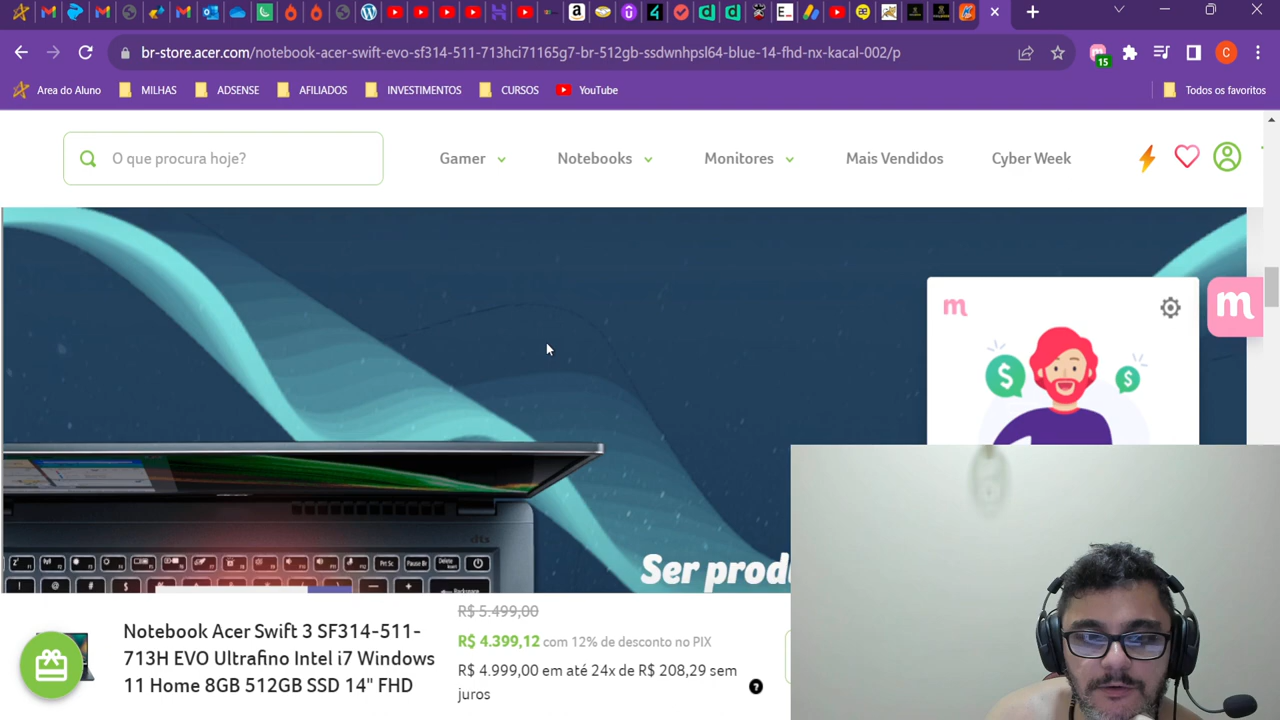 br-store.acer.com/notebook-acer-swift-evo-sf314-511-713hci71165g7-br-512gb-ssdwnhpsl64-blue-14-fhd-nx-kacal-002/p
C
15
Area do Aluno MILHAS ADSENSE AFILIADOS INVESTIMENTOS CURSOS YouTube Todos os favoritos
O que procura hoje? Gamer Notebooks Monitores Mais Vendidos Cyber Week
m
m
$ $
dts
Ser prod
Notebook Acer Swift 3 SF314-511-
713H EVO Ultrafino Intel i7 Windows
11 Home 8GB 512GB SSD 14" FHD
R$ 5.499,00
R$ 4.399,12 com 12% de desconto no PIX
R$ 4.999,00 em até 24x de R$ 208,29 sem
juros ?